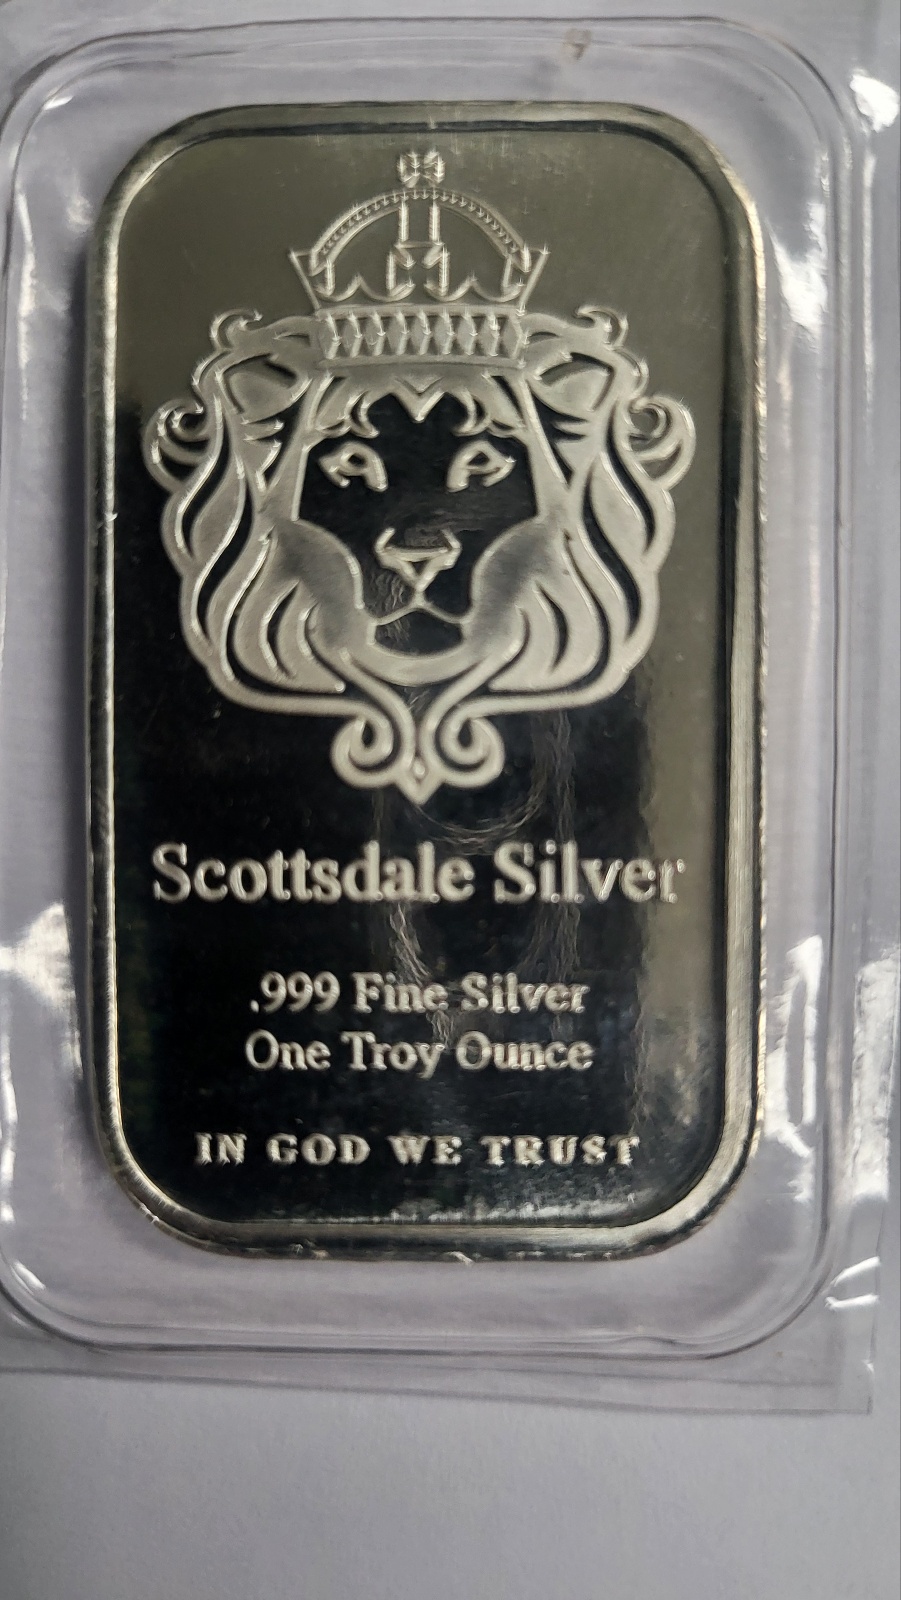 Scottsdale Silver
.999 Fine Silver
One Troy Ounce
IN GOD WE TRUST